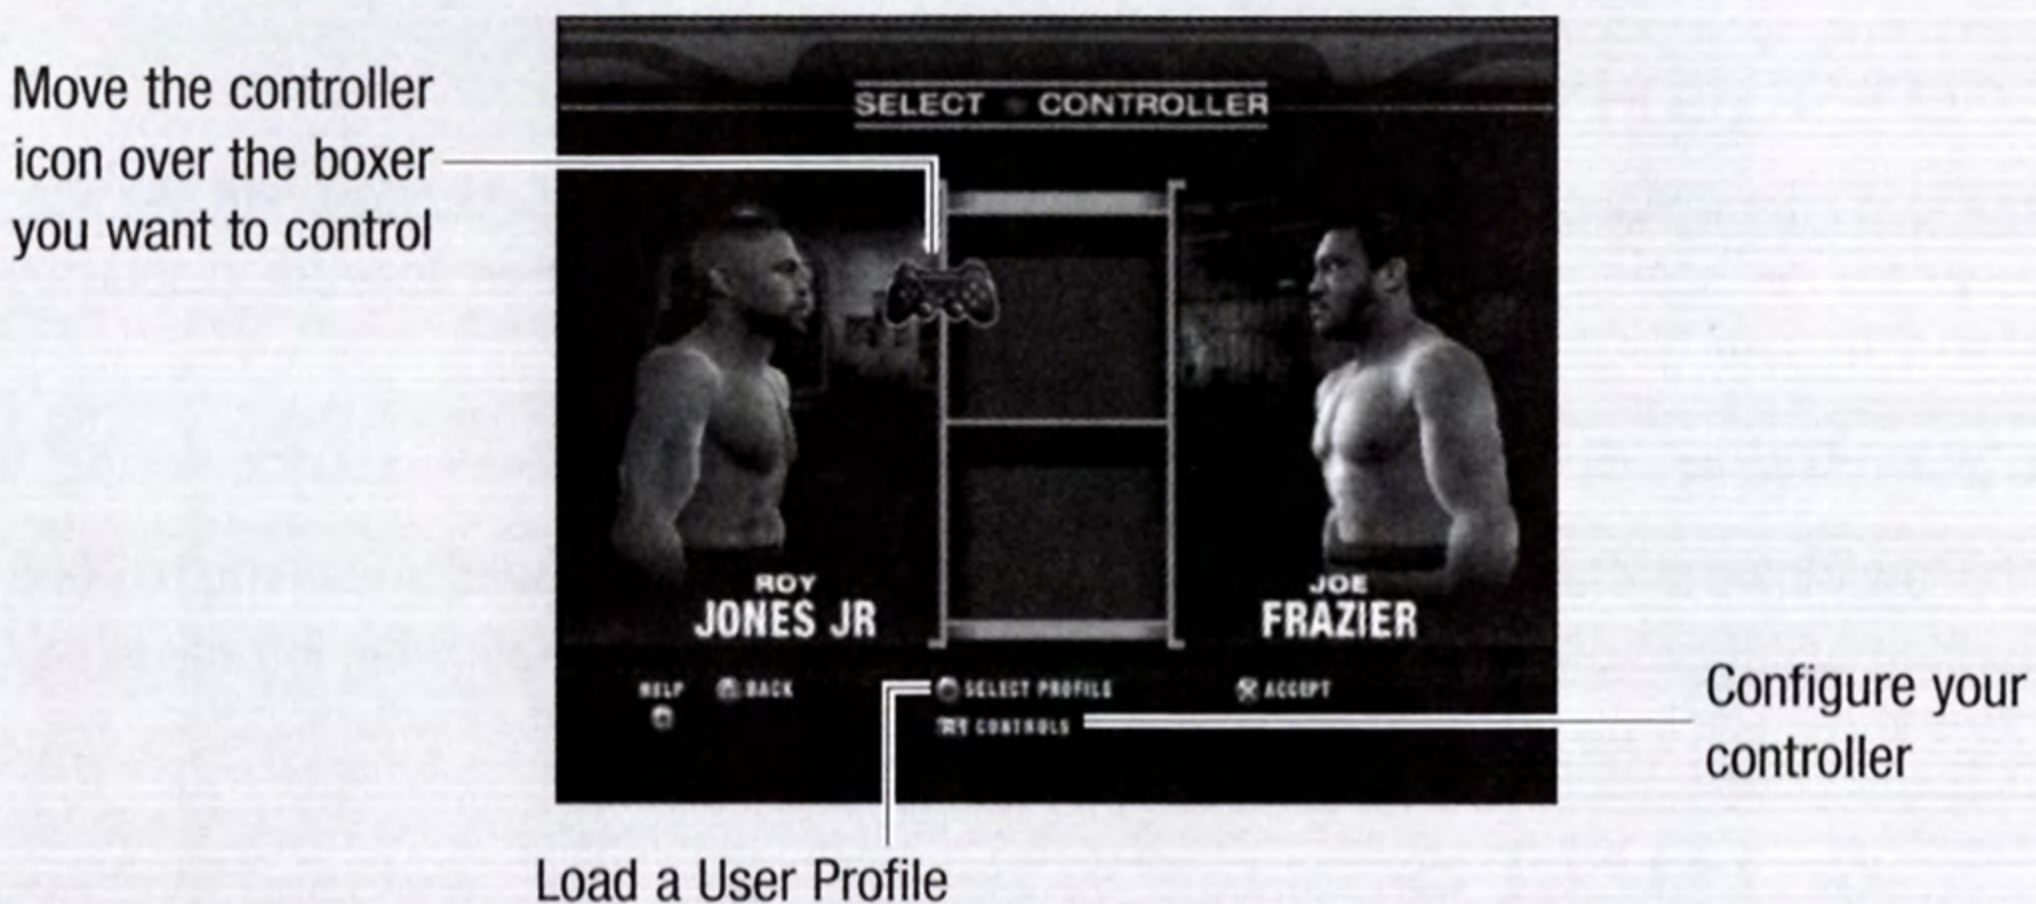 Move the controller
icon over the boxer
you want to control
SELECT CONTROLLER
ROY
JONES JR
JOE
FRAZIER
HELP
BACK
SELECT PROFILE
ACCEPT
R1 CONTROLS
Configure your
controller
Load a User Profile